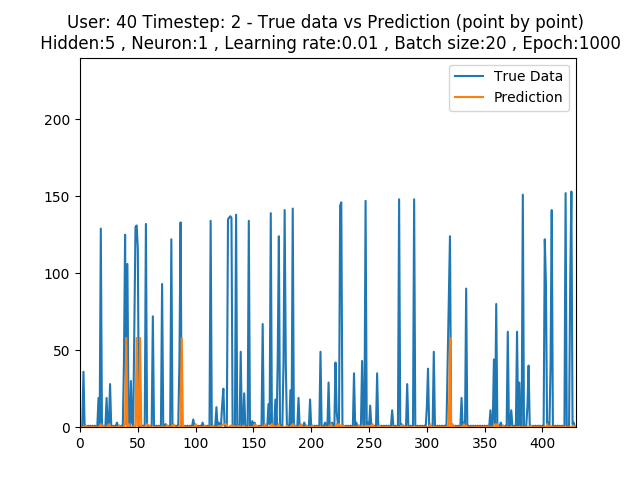 User: 40 Timestep: 2 - True data vs Prediction (point by point)
Hidden:5 , Neuron:1 , Learning rate:0.01 , Batch size:20 , Epoch:1000
True Data
Prediction
200
150
100
50
0
0 50 100 150 200 250 300 350 400